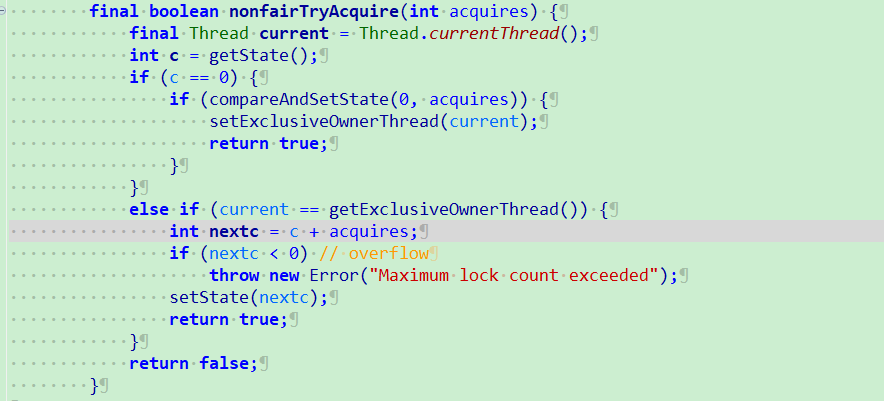 final boolean nonfairTryAcquire(int acquires) {¶
final Thread current = Thread.currentThread();¶
int c = getState();¶
if (c == 0) {¶
if (compareAndSetState(0, acquires)) {¶
setExclusiveOwnerThread(current);¶
return true;¶
}¶
}¶
else if (current == getExclusiveOwnerThread()) {¶
int nextc = c + acquires;¶
if (nextc < 0) // overflow¶
throw new Error("Maximum lock count exceeded");¶
setState(nextc);¶
return true;¶
}¶
return false;¶
}¶